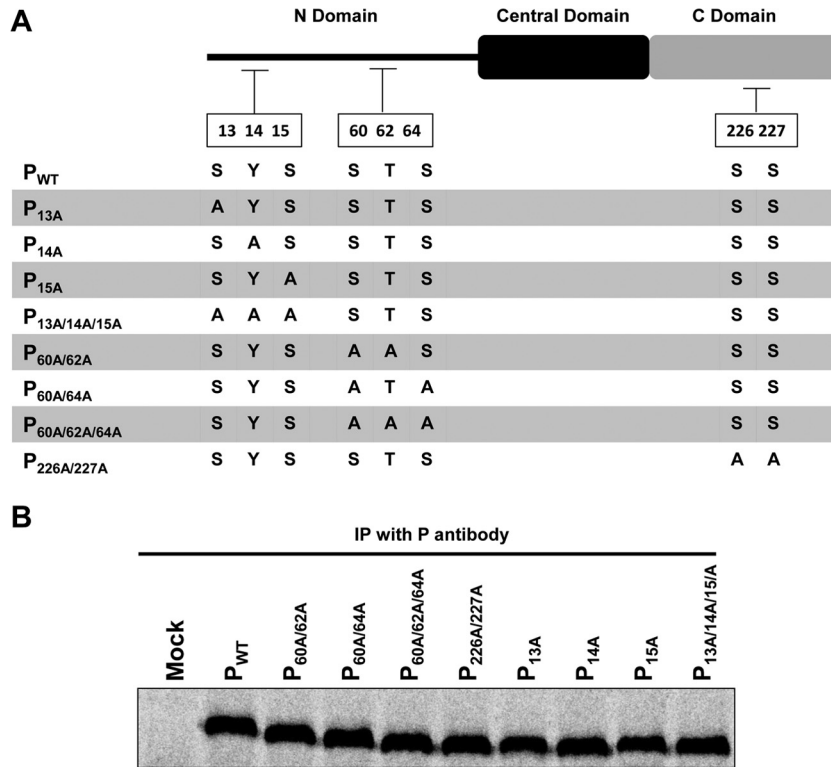 A
N Domain Central Domain C Domain
13 14 15 60 62 64 226 227
PWT S Y S S T S S S
P13A A Y S S T S S S
P14A S A S S T S S S
P15A S Y A S T S S S
P13A/14A/15A A A A S T S S S
P60A/62A S Y S A A S S S
P60A/64A S Y S A T A S S
P60A/62A/64A S Y S A A A S S
P226A/227A S Y S S T S A A
B
IP with P antibody
Mock PWT P60A/62A P60A/64A P60A/62A/64A P226A/227A P13A P14A P15A P13A/14A/15/A